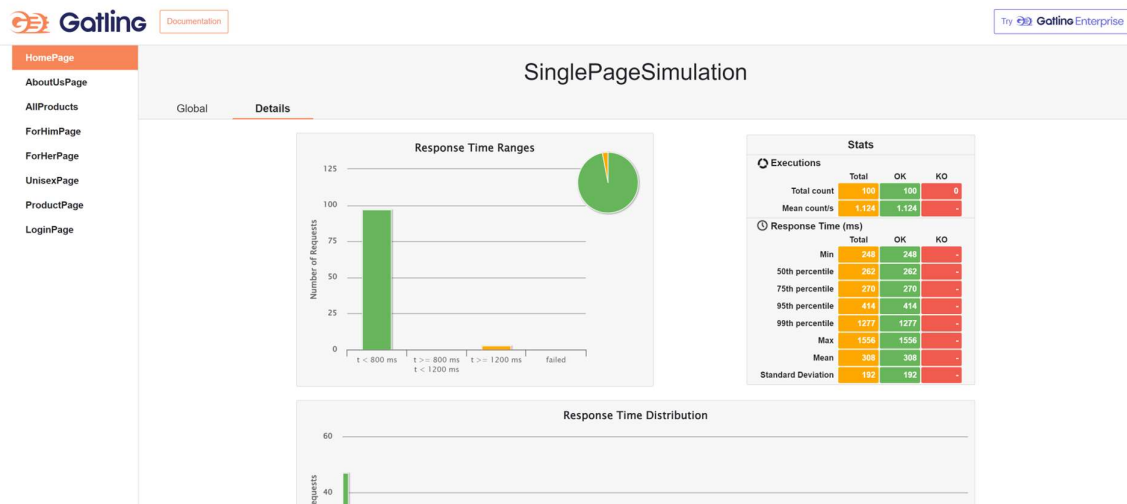 Gatling
Documentation
Try Gatling Enterprise
HomePage
AboutUsPage
AllProducts
ForHimPage
ForHerPage
UnisexPage
ProductPage
LoginPage
SinglePageSimulation
Global Details
Response Time Ranges
Number of Requests
125
100
75
50
25
0
t < 800 ms
t >= 800 ms
t < 1200 ms
t >= 1200 ms
failed
Stats
Executions
Total OK KO
Total count 100 100 0
Mean count/s 1.124 1.124 -
Response Time (ms)
Total OK KO
Min 248 248 -
50th percentile 262 262 -
75th percentile 270 270 -
95th percentile 414 414 -
99th percentile 1277 1277 -
Max 1556 1556 -
Mean 308 308 -
Standard Deviation 192 192 -
Response Time Distribution
60
40